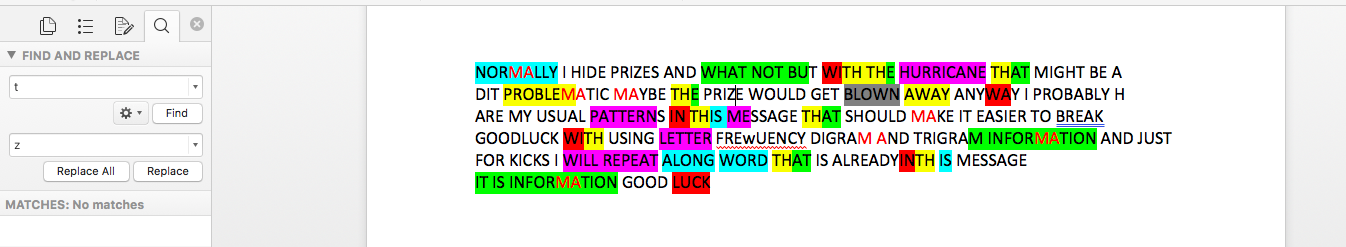 FIND AND REPLACE
t
Find
z
Replace All Replace
MATCHES: No matches
NORMALLY I HIDE PRIZES AND WHAT NOT BUT WITH THE HURRICANE THAT MIGHT BE A
DIT PROBLEMATIC MAYBE THE PRIZE WOULD GET BLOWN AWAY ANYWAY I PROBABLY H
ARE MY USUAL PATTERNS IN THIS MESSAGE THAT SHOULD MAKE IT EASIER TO BREAK
GOODLUCK WITH USING LETTER FREwUENCY DIGRAM AND TRIGRAM INFORMATION AND JUST
FOR KICKS I WILL REPEAT ALONG WORD THAT IS ALREADYINTH IS MESSAGE
IT IS INFORMATION GOOD LUCK